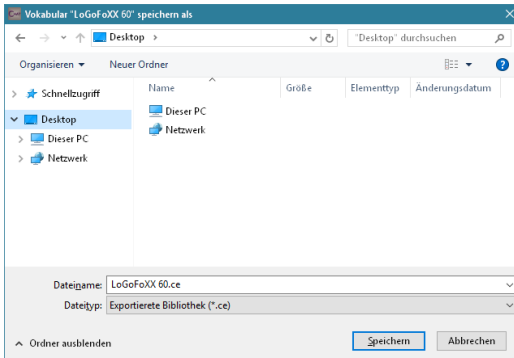 Vokabular "LoGoFoXX 60" speichern als
Desktop
"Desktop" durchsuchen
Organisieren
Neuer Ordner
Name
Größe
Elementtyp
Änderungsdatum
Schnellzugriff
Desktop
Dieser PC
Netzwerk
Dieser PC
Netzwerk
Dateiname: LoGoFoXX 60.ce
Dateityp: Exportierete Bibliothek (*.ce)
Ordner ausblenden
Speichern
Abbrechen